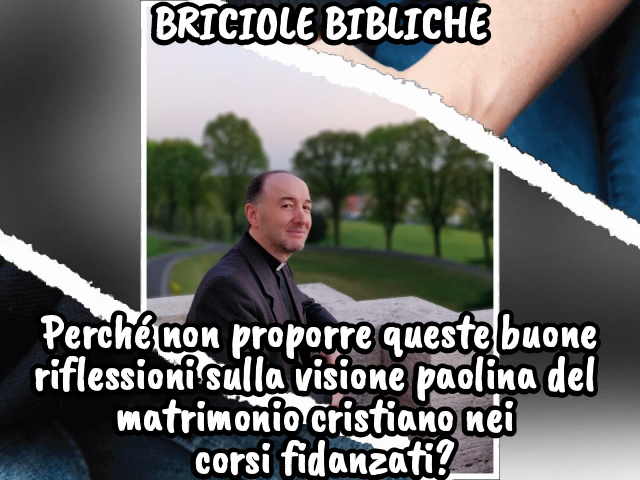 BRICIOLE BIBLICHE
Perché non proporre queste buone
riflessioni sulla visione paolina del
matrimonio cristiano nei
corsi fidanzati?